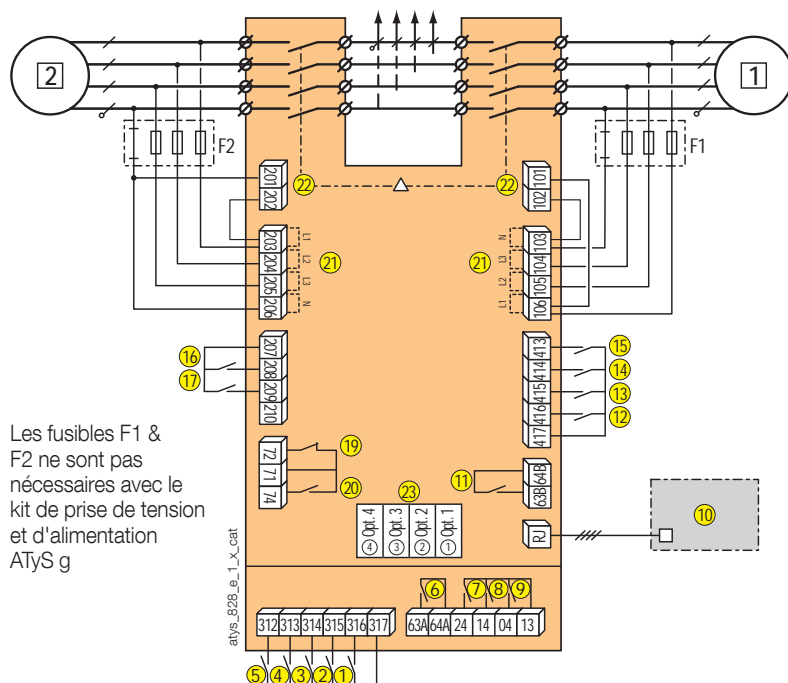 2
1
F2
F1
201
202
22
22
101
102
203
204
205
206
L1
L2
L3
N
21
21
N
L3
L2
L1
103
104
105
106
16
17
207
208
209
210
413
414
415
416
417
15
14
13
12
Les fusibles F1 &
F2 ne sont pas
nécessaires avec le
kit de prise de tension
et d'alimentation
ATyS g
72
71
74
19
20
11
64B
63B
23
④ Opt. 4
③ Opt. 3
② Opt. 2
① Opt. 1
RJ
10
atys_828_e_1_x_cat
6
7
8
9
312
313
314
315
316
317
63A
64A
24
14
04
13
5
4
3
2
1